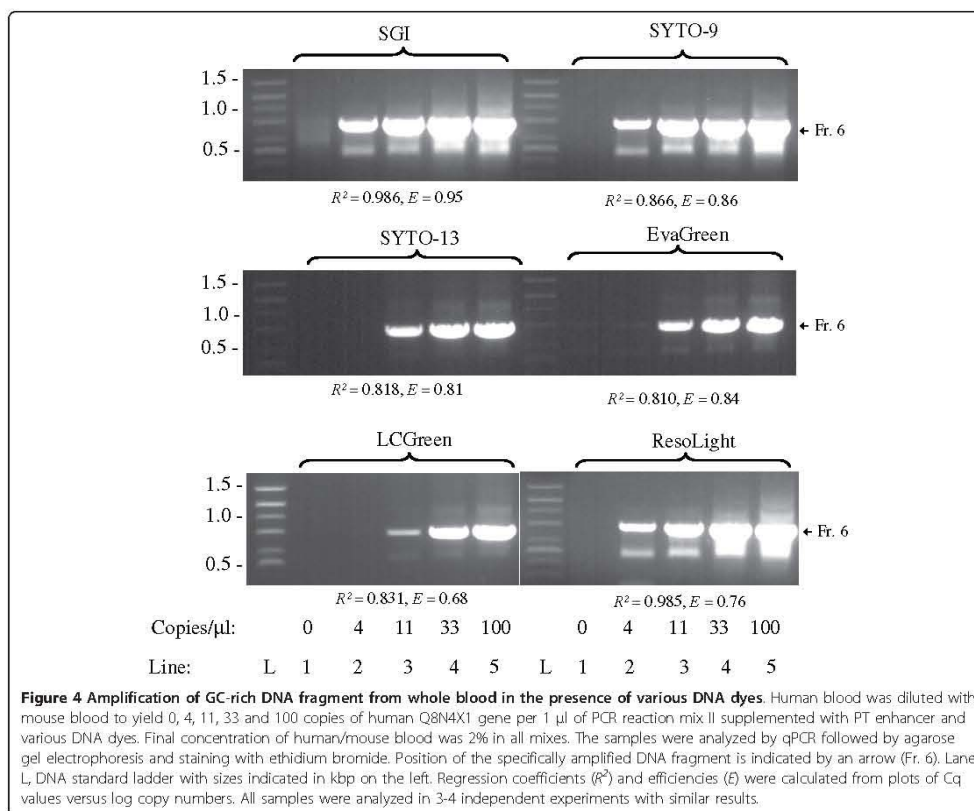 SGI SYTO-9
1.5 -
1.0 -
0.5 -
← Fr. 6
R² = 0.986, E = 0.95 R² = 0.866, E = 0.86
SYTO-13 EvaGreen
1.5 -
1.0 -
0.5 -
← Fr. 6
R² = 0.818, E = 0.81 R² = 0.810, E = 0.84
LCGreen ResoLight
1.5 -
1.0 -
0.5 -
← Fr. 6
R² = 0.831, E = 0.68 R² = 0.985, E = 0.76
Copies/µl: 0 4 11 33 100 0 4 11 33 100
Line: L 1 2 3 4 5 L 1 2 3 4 5
Figure 4 Amplification of GC-rich DNA fragment from whole blood in the presence of various DNA dyes. Human blood was diluted with
mouse blood to yield 0, 4, 11, 33 and 100 copies of human Q8N4X1 gene per 1 µl of PCR reaction mix II supplemented with PT enhancer and
various DNA dyes. Final concentration of human/mouse blood was 2% in all mixes. The samples were analyzed by qPCR followed by agarose
gel electrophoresis and staining with ethidium bromide. Position of the specifically amplified DNA fragment is indicated by an arrow (Fr. 6). Lane
L, DNA standard ladder with sizes indicated in kbp on the left. Regression coefficients (R²) and efficiencies (E) were calculated from plots of Cq
values versus log copy numbers. All samples were analyzed in 3-4 independent experiments with similar results.